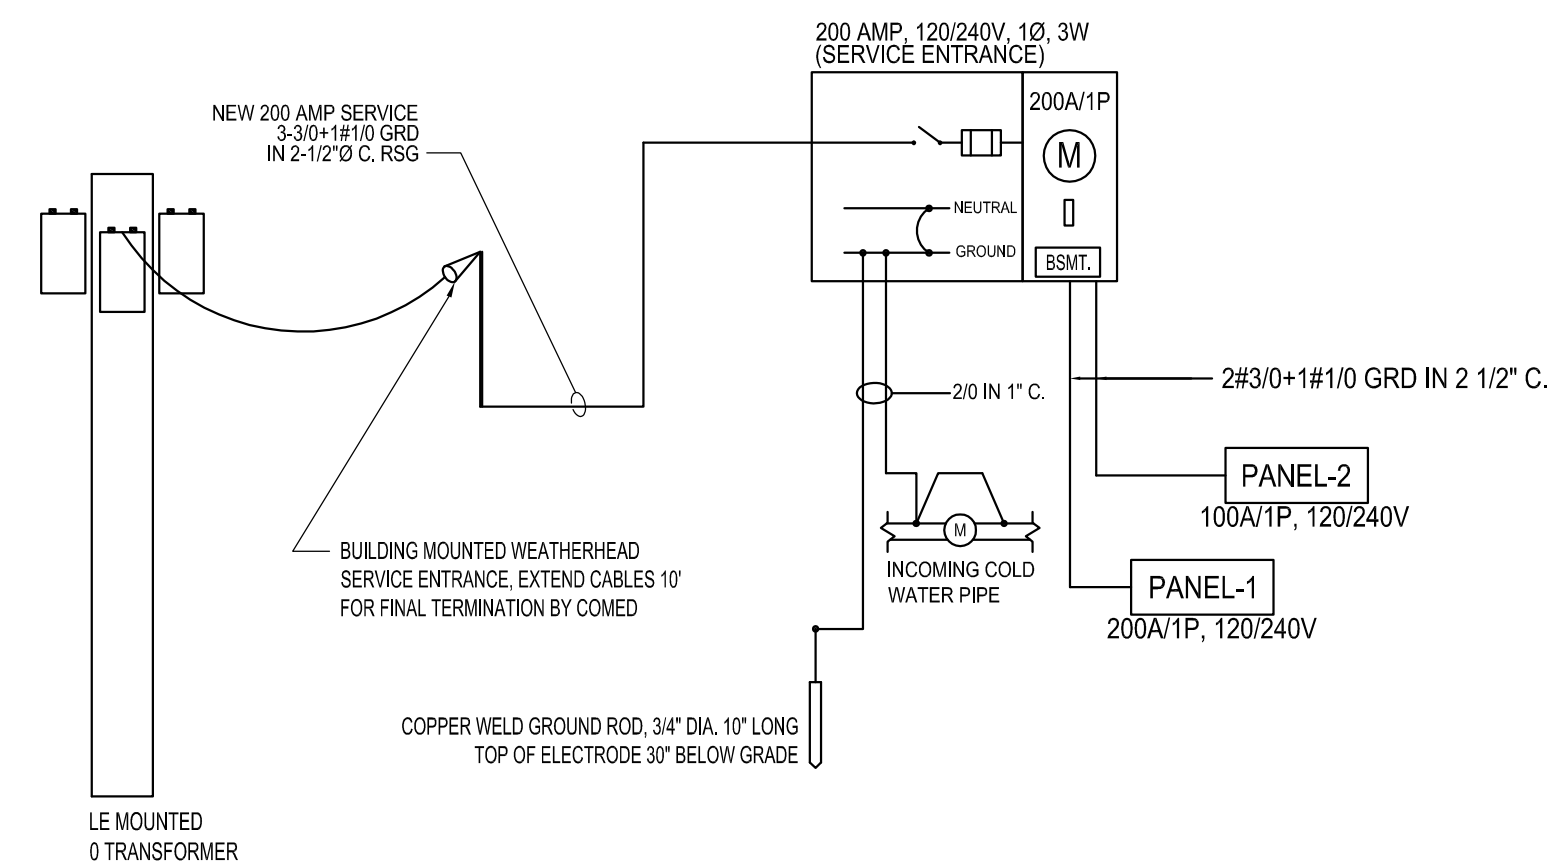 200 AMP, 120/240V, 1Ø, 3W
(SERVICE ENTRANCE)
NEW 200 AMP SERVICE
3-3/0+1#1/0 GRD
IN 2-1/2"Ø C. RSG
200A/1P
M
NEUTRAL
GROUND
BSMT.
2/0 IN 1" C.
2#3/0+1#1/0 GRD IN 2 1/2" C.
PANEL-2
100A/1P, 120/240V
M
INCOMING COLD
WATER PIPE
PANEL-1
200A/1P, 120/240V
BUILDING MOUNTED WEATHERHEAD
SERVICE ENTRANCE, EXTEND CABLES 10'
FOR FINAL TERMINATION BY COMED
COPPER WELD GROUND ROD, 3/4" DIA. 10" LONG
TOP OF ELECTRODE 30" BELOW GRADE
LE MOUNTED
0 TRANSFORMER